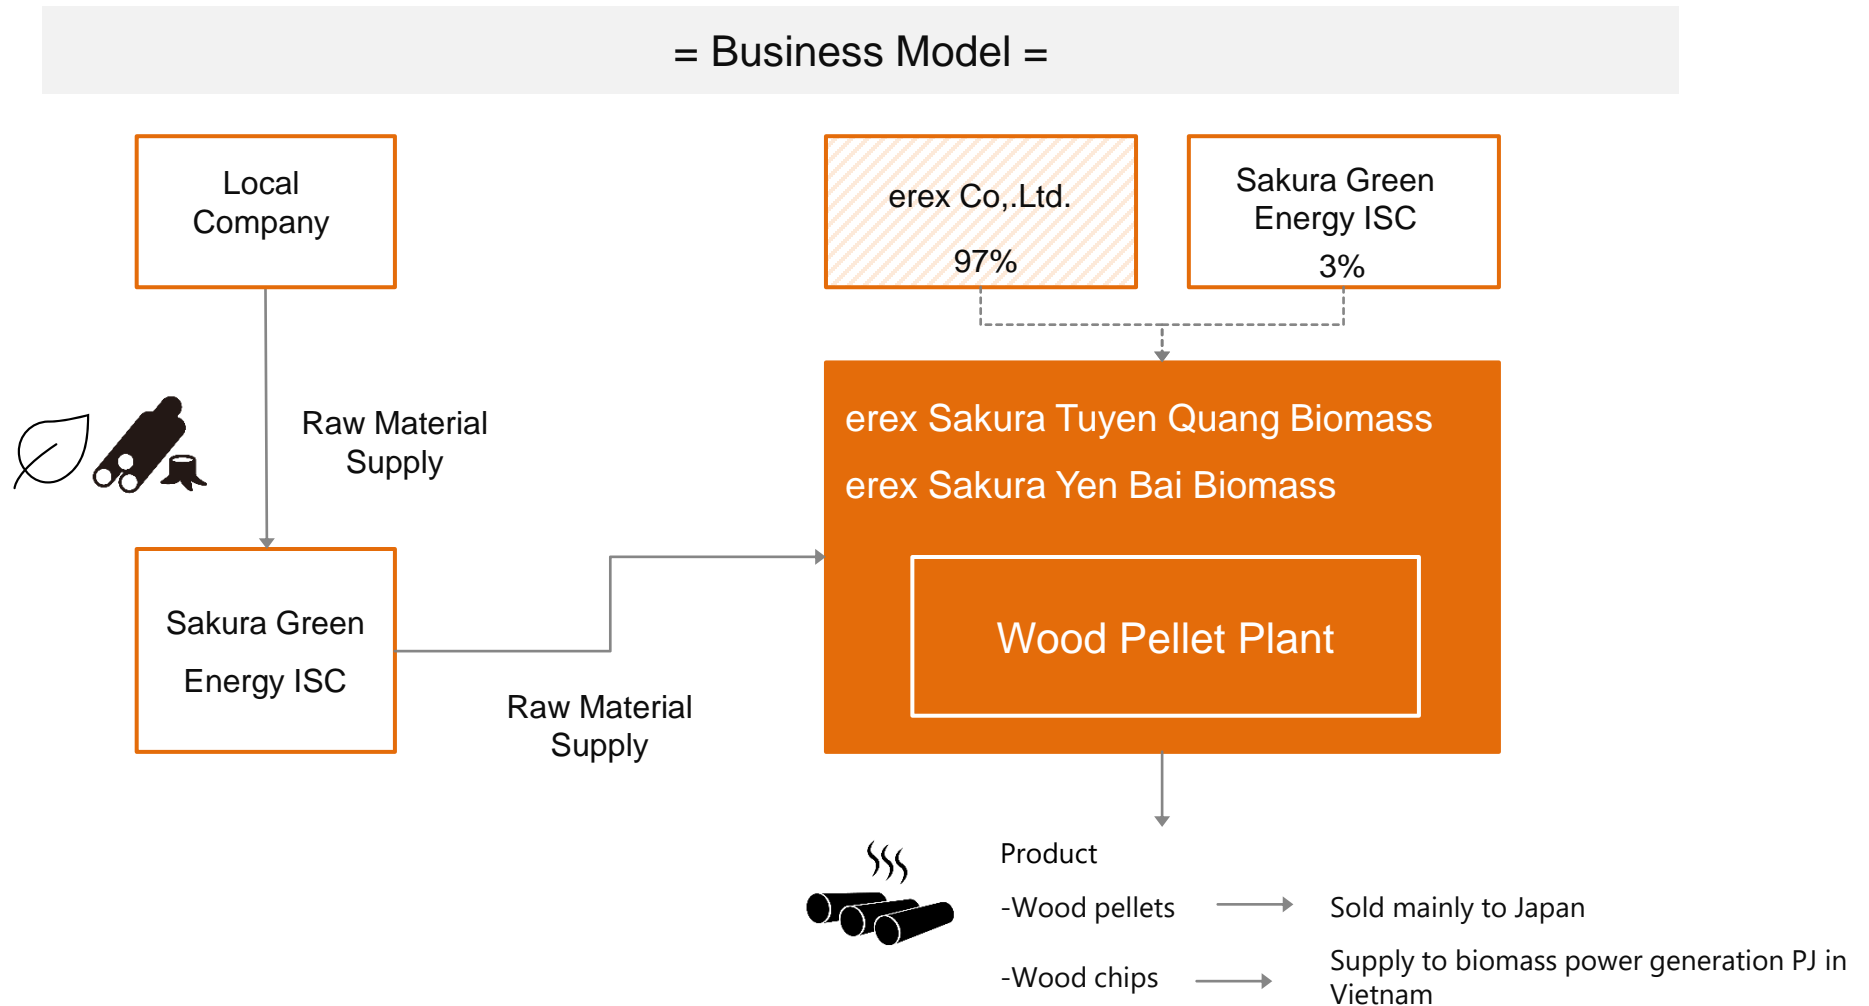 = Business Model =
Local
Company
erex Co,.Ltd.
97%
Sakura Green
Energy ISC
3%
Raw Material
Supply
erex Sakura Tuyen Quang Biomass
erex Sakura Yen Bai Biomass
Wood Pellet Plant
Sakura Green
Energy ISC
Raw Material
Supply
Product
-Wood pellets
Sold mainly to Japan
-Wood chips
Supply to biomass power generation PJ in
Vietnam